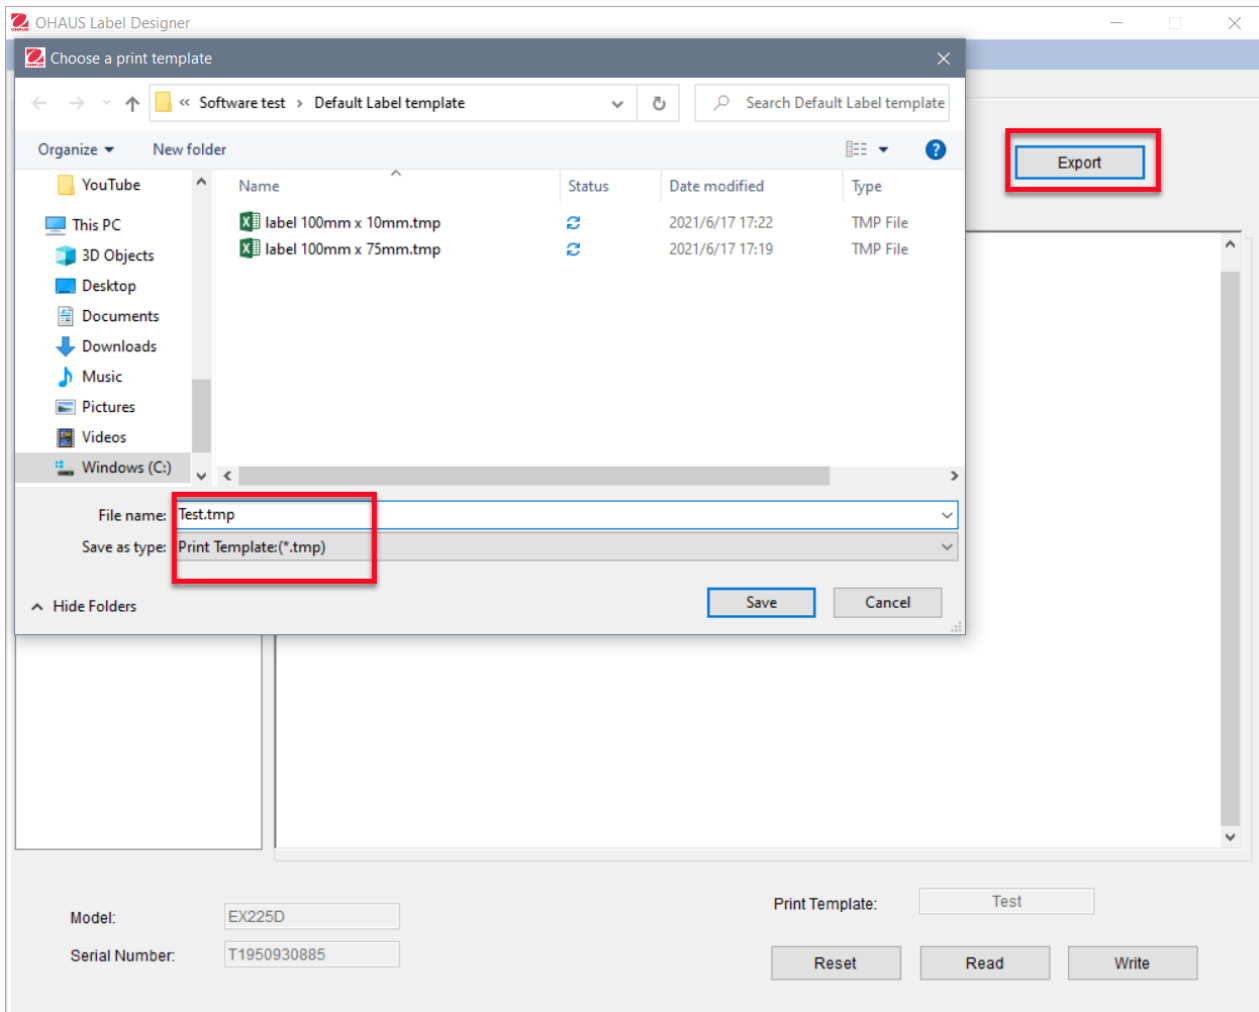 OHAUS Label Designer
Choose a print template
« Software test › Default Label template
Search Default Label template
Export
Organize
New folder
Name
Status
Date modified
Type
YouTube
This PC
3D Objects
Desktop
Documents
Downloads
Music
Pictures
Videos
Windows (C:)
label 100mm x 10mm.tmp
2021/6/17 17:22
TMP File
label 100mm x 75mm.tmp
2021/6/17 17:19
TMP File
File name: Test.tmp
Save as type: Print Template:(*.tmp)
Hide Folders
Save
Cancel
Model: EX225D
Serial Number: T1950930885
Print Template: Test
Reset
Read
Write